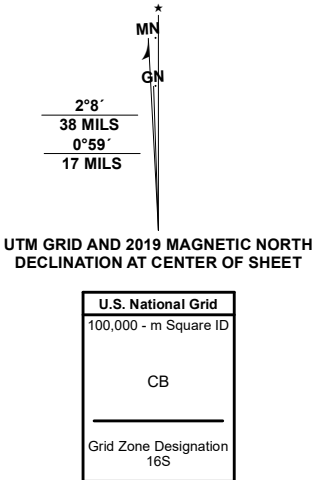 MN
GN
2°8´
38 MILS
0°59´
17 MILS
UTM GRID AND 2019 MAGNETIC NORTH
DECLINATION AT CENTER OF SHEET
U.S. National Grid
100,000 - m Square ID
CB
Grid Zone Designation
16S